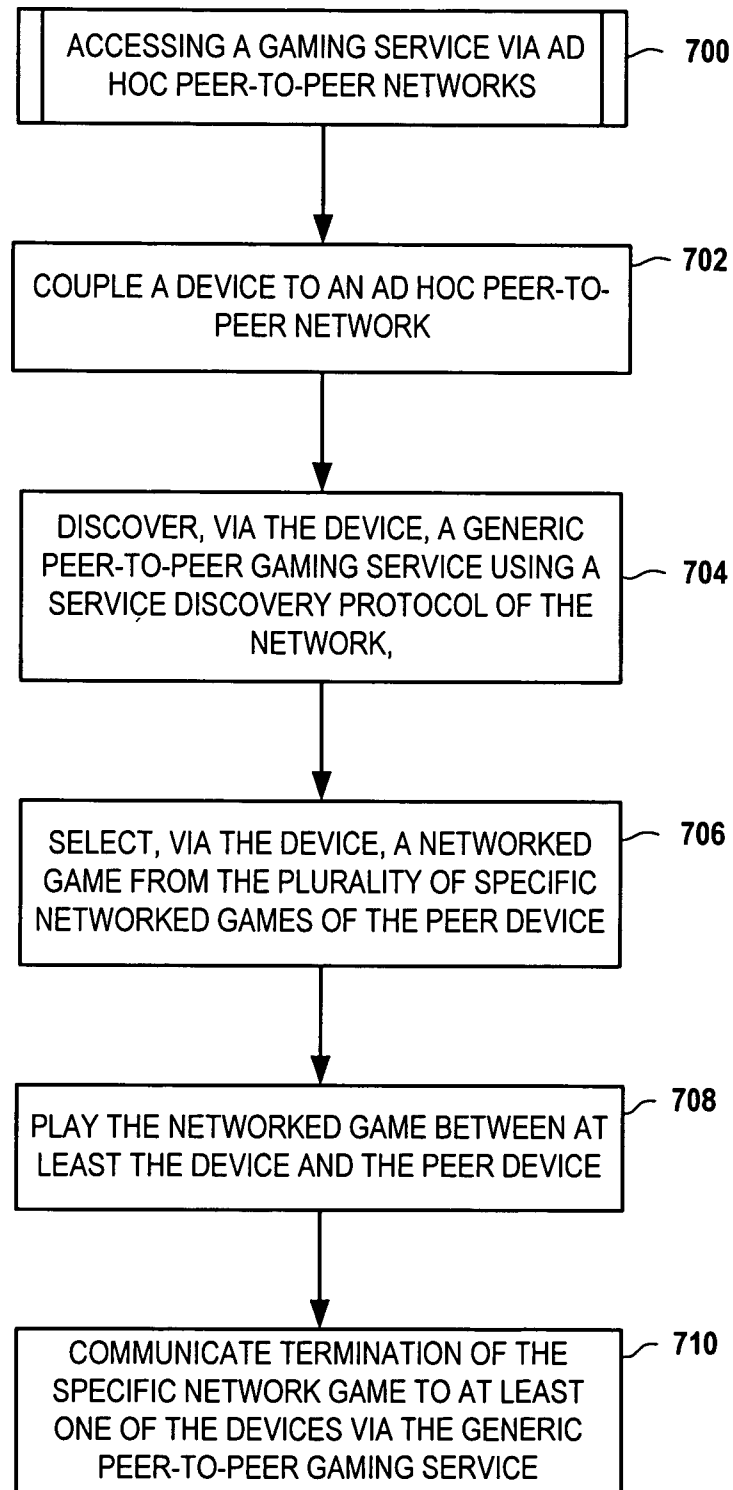 ACCESSING A GAMING SERVICE VIA AD
HOC PEER-TO-PEER NETWORKS
700
COUPLE A DEVICE TO AN AD HOC PEER-TO-
PEER NETWORK
702
DISCOVER, VIA THE DEVICE, A GENERIC
PEER-TO-PEER GAMING SERVICE USING A
SERVICE DISCOVERY PROTOCOL OF THE
NETWORK,
704
SELECT, VIA THE DEVICE, A NETWORKED
GAME FROM THE PLURALITY OF SPECIFIC
NETWORKED GAMES OF THE PEER DEVICE
706
PLAY THE NETWORKED GAME BETWEEN AT
LEAST THE DEVICE AND THE PEER DEVICE
708
COMMUNICATE TERMINATION OF THE
SPECIFIC NETWORK GAME TO AT LEAST
ONE OF THE DEVICES VIA THE GENERIC
PEER-TO-PEER GAMING SERVICE
710